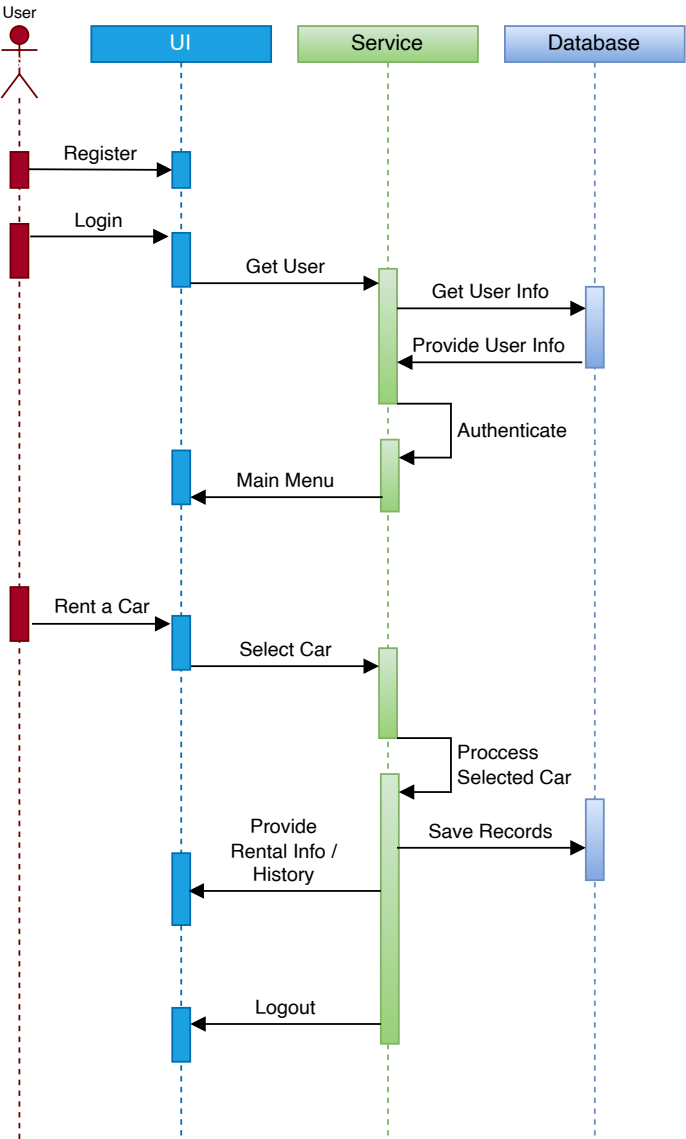 User
UI
Service
Database
Register
Login
Get User
Get User Info
Provide User Info
Authenticate
Main Menu
Rent a Car
Select Car
Proccess
Selected Car
Provide
Rental Info /
History
Save Records
Logout